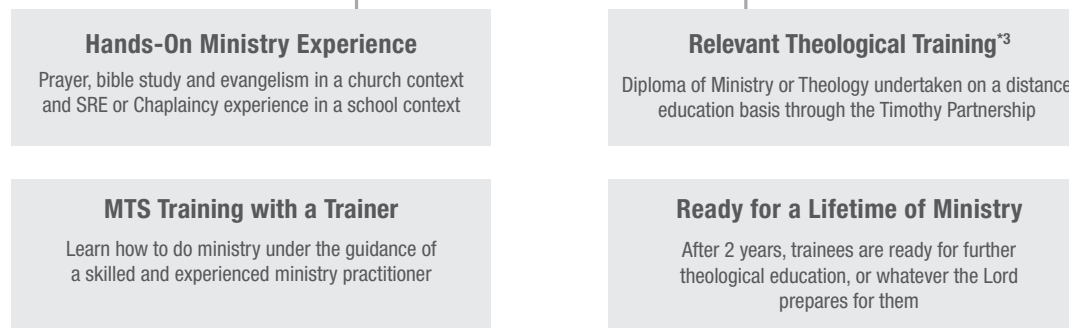 Hands-On Ministry Experience
Prayer, bible study and evangelism in a church context
and SRE or Chaplaincy experience in a school context
Relevant Theological Training*3
Diploma of Ministry or Theology undertaken on a distance
education basis through the Timothy Partnership
MTS Training with a Trainer
Learn how to do ministry under the guidance of
a skilled and experienced ministry practitioner
Ready for a Lifetime of Ministry
After 2 years, trainees are ready for further
theological education, or whatever the Lord
prepares for them